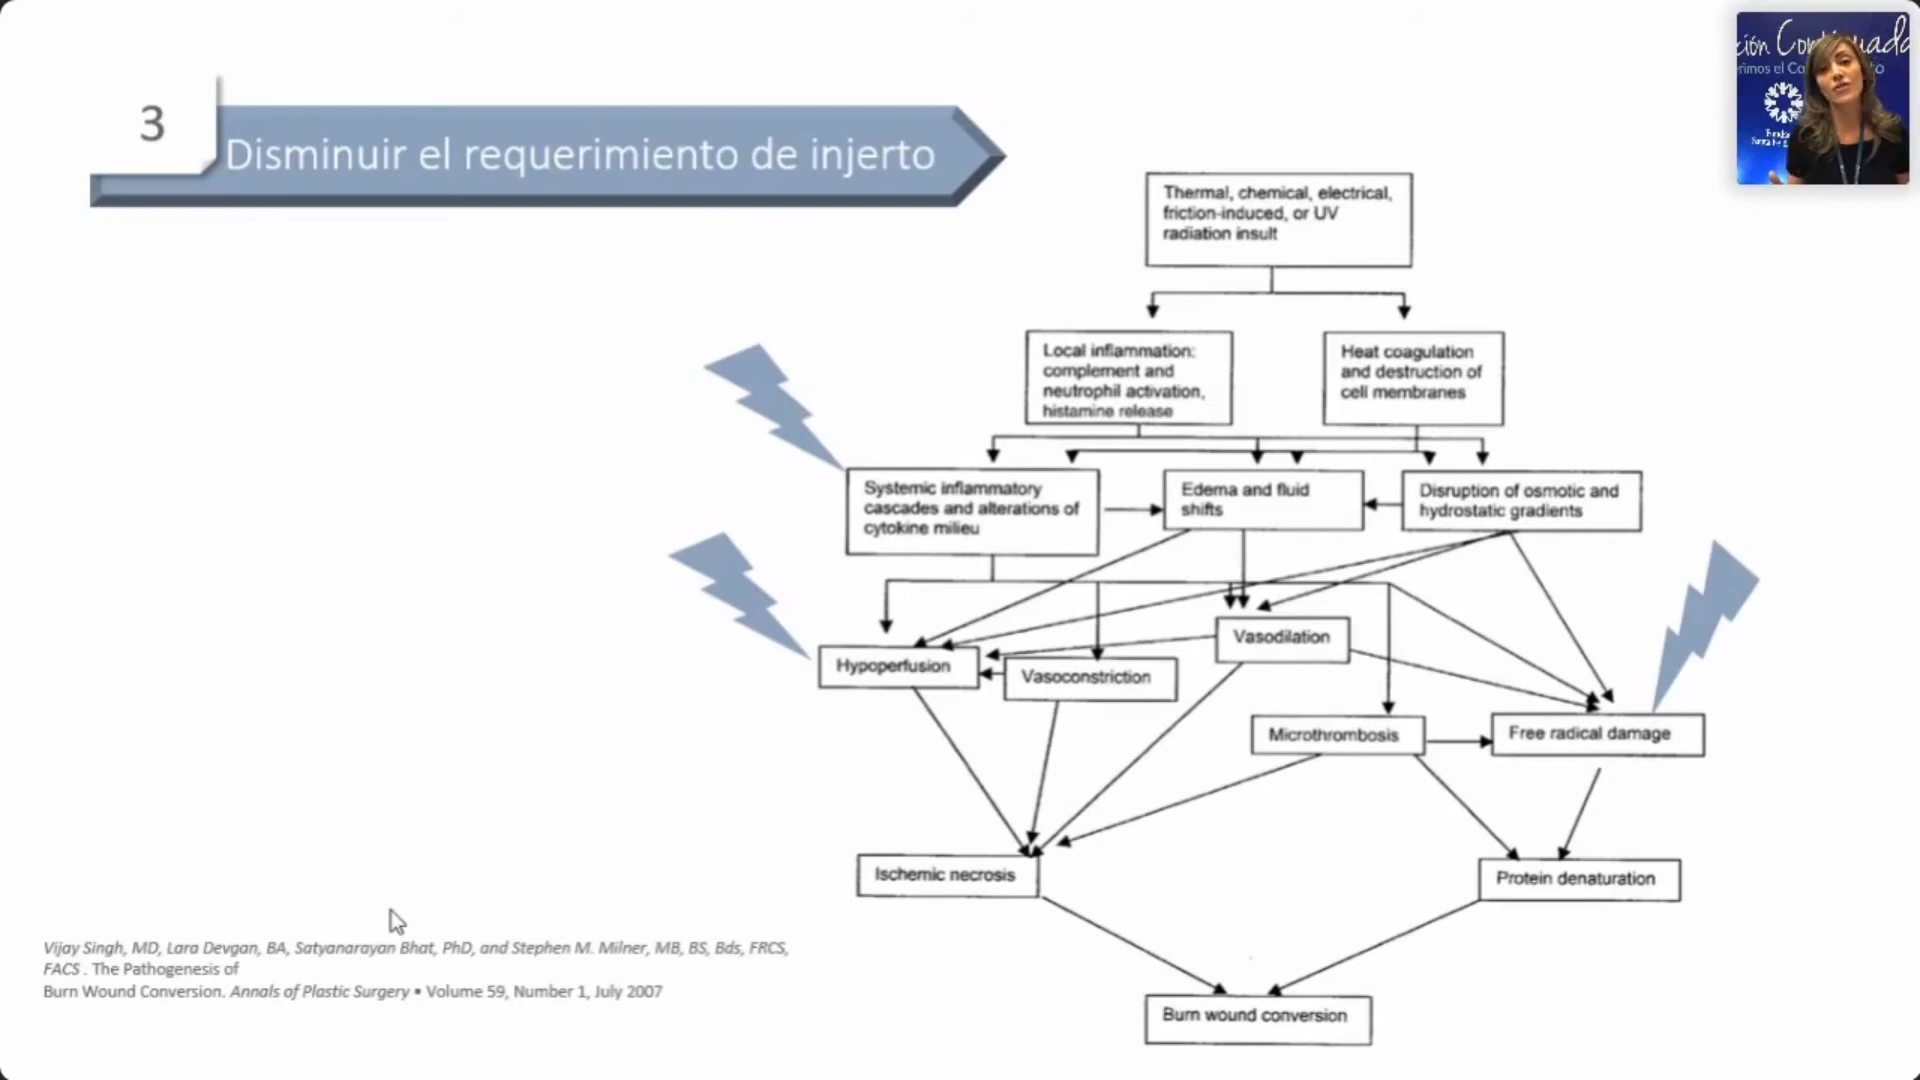 3
Disminuir el requerimiento de injerto
Thermal, chemical, electrical,
friction-induced, or UV
radiation insult
Local inflammation:
complement and
neutrophil activation,
histamine release
Heat coagulation
and destruction of
cell membranes
Systemic inflammatory
cascades and alterations of
cytokine milieu
Edema and fluid
shifts
Disruption of osmotic and
hydrostatic gradients
Vasodilation
Hypoperfusion
Vasoconstriction
Microthrombosis
Free radical damage
Ischemic necrosis
Protein denaturation
Burn wound conversion
Vijay Singh, MD, Lara Devgan, BA, Satyanarayan Bhat, PhD, and Stephen M. Milner, MB, BS, Bds, FRCS,
FACS . The Pathogenesis of
Burn Wound Conversion. Annals of Plastic Surgery • Volume 59, Number 1, July 2007